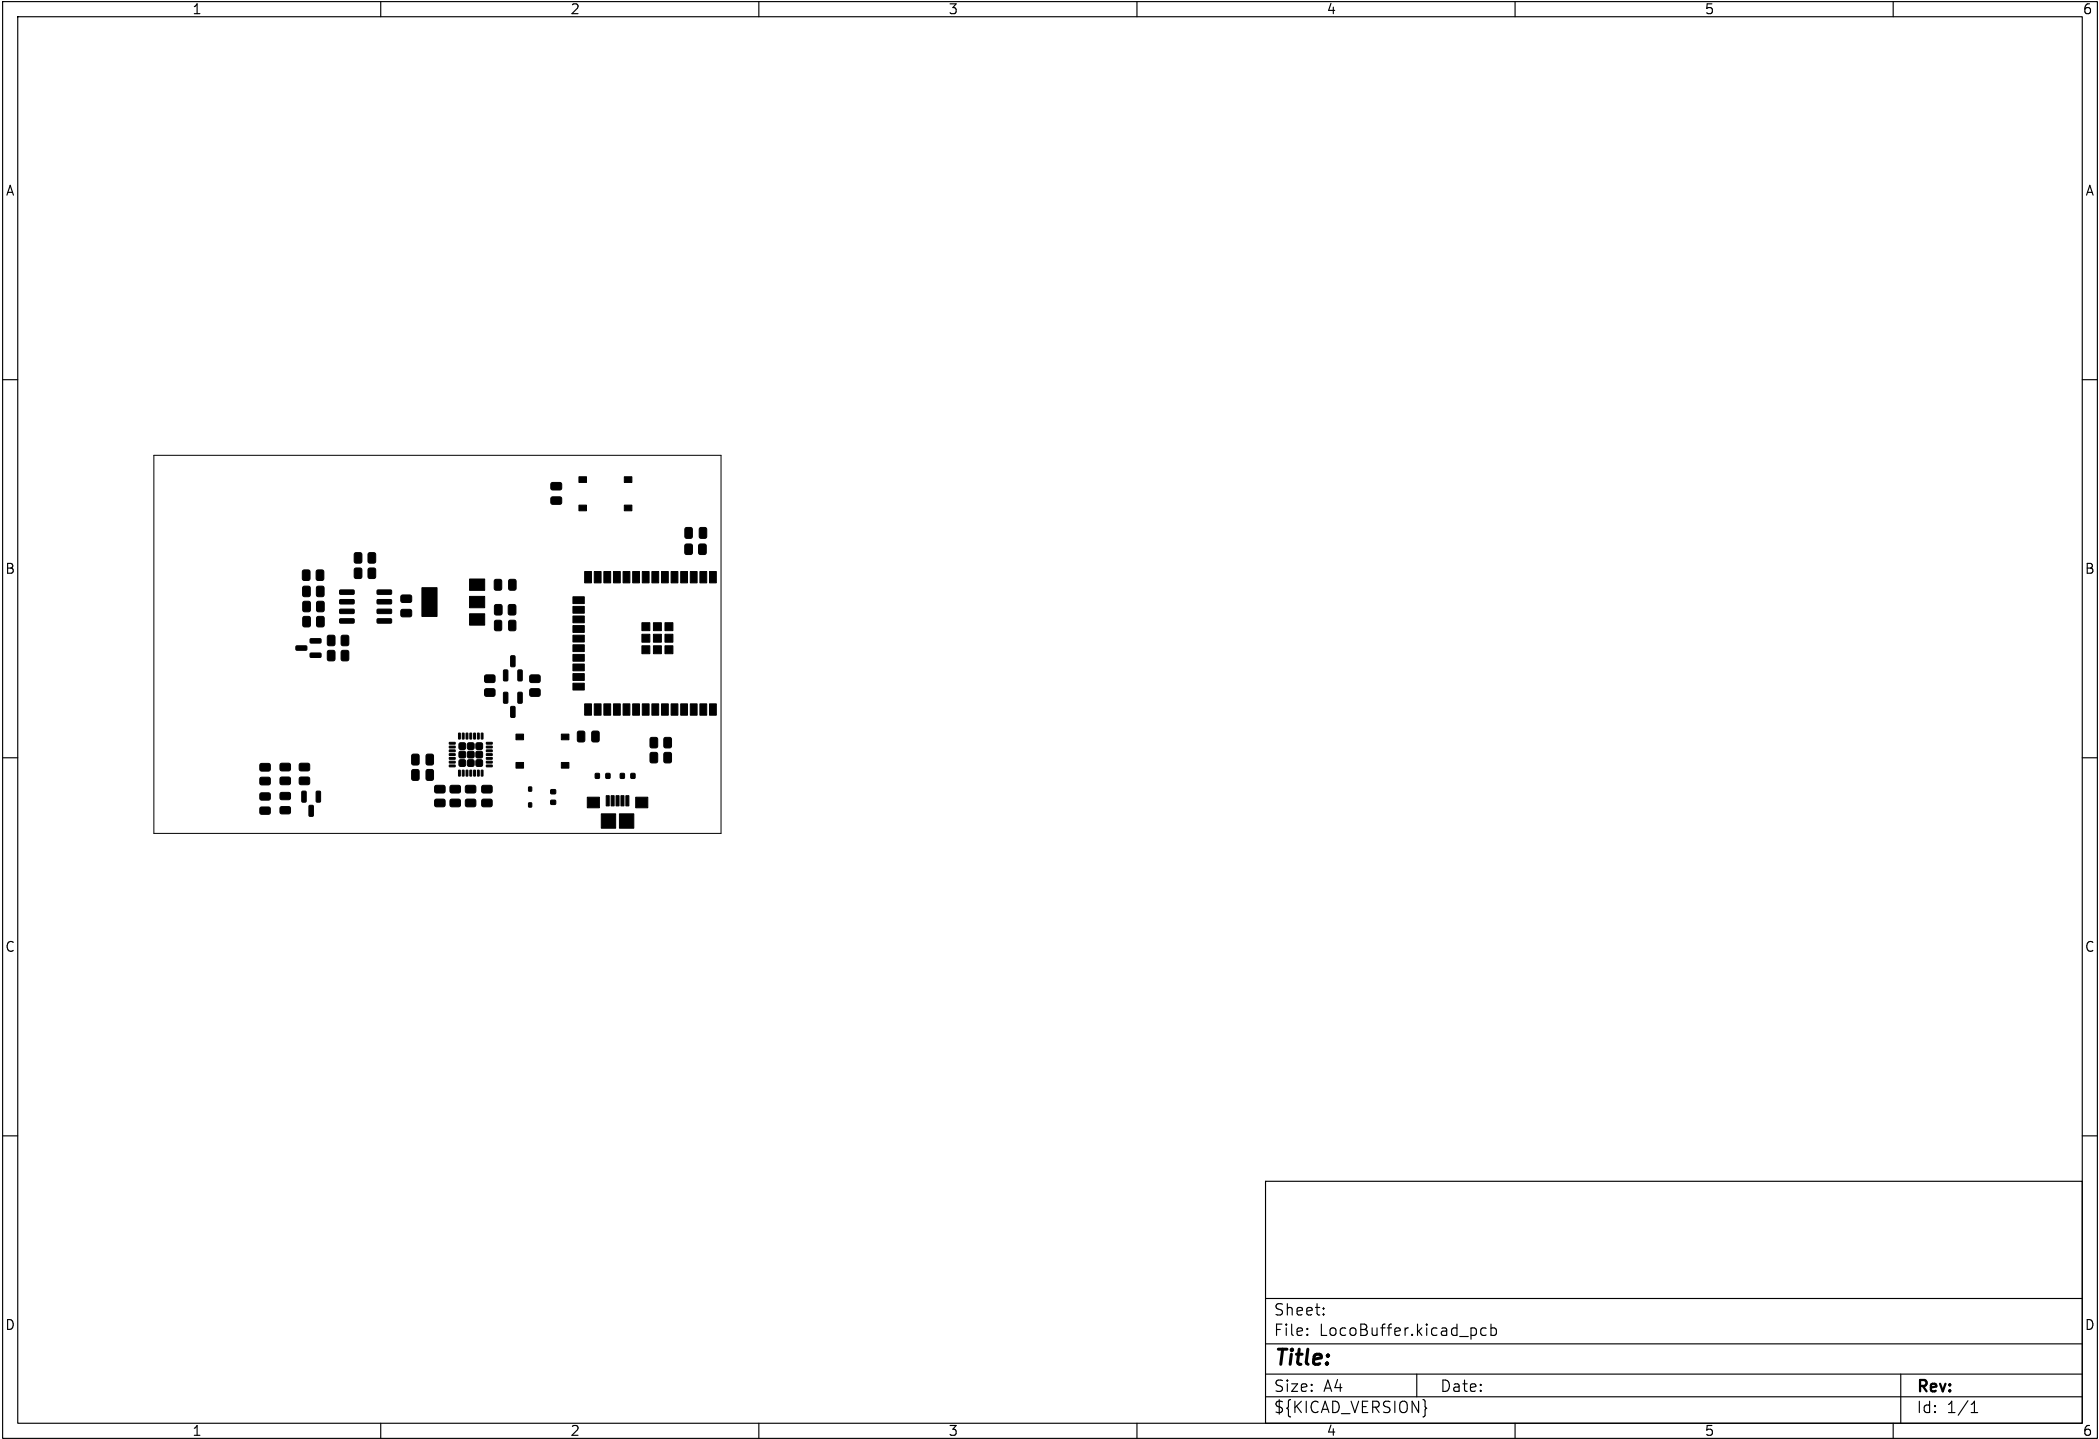 1 2 3 4 5 6
A A
B B
C C
D D
Sheet:
File: LocoBuffer.kicad_pcb
Title:
Size: A4 Date: Rev:
${KICAD_VERSION} Id: 1/1
1 2 3 4 5 6